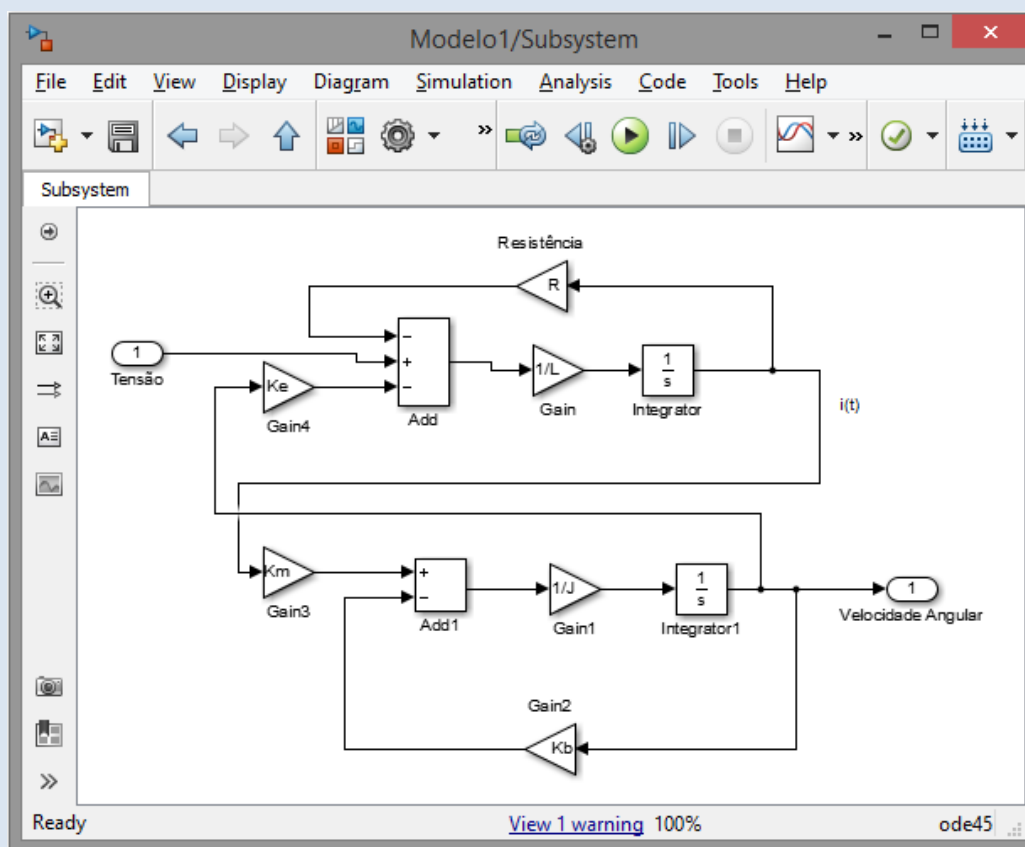 Modelo1/Subsystem
File Edit View Display Diagram Simulation Analysis Code Tools Help
Subsystem
Resistência
R
1
Tensão
Ke
Gain4
−
+
−
Add
1/L
Gain
1
s
Integrator
i(t)
Km
Gain3
+
−
Add1
1/J
Gain1
1
s
Integrator1
1
Velocidade Angular
Gain2
Kb
Ready View 1 warning 100% ode45